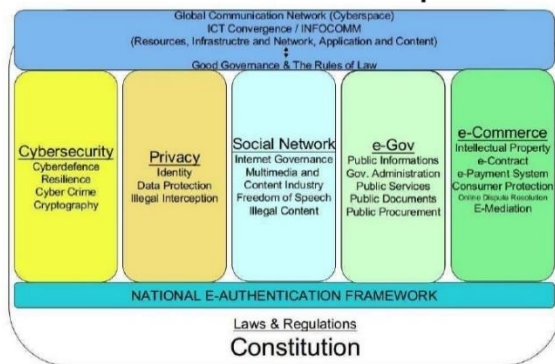 Global Communication Network (Cyberspace)
ICT Convergence / INFOCOMM
(Resources, Infrastructre and Network, Application and Content)
Good Governance & The Rules of Law
Cybersecurity
Cyberdefence
Resilience
Cyber Crime
Cryptography
Privacy
Identity
Data Protection
Illegal Interception
Social Network
Internet Governance
Multimedia and
Content Industry
Freedom of Speech
Illegal Content
e-Gov
Public Informations
Gov. Administration
Public Services
Public Documents
Public Procurement
e-Commerce
Intellectual Property
e-Contract
e-Payment System
Consumer Protection
Online Dispute Resolution
E-Mediation
NATIONAL E-AUTHENTICATION FRAMEWORK
Laws & Regulations
Constitution